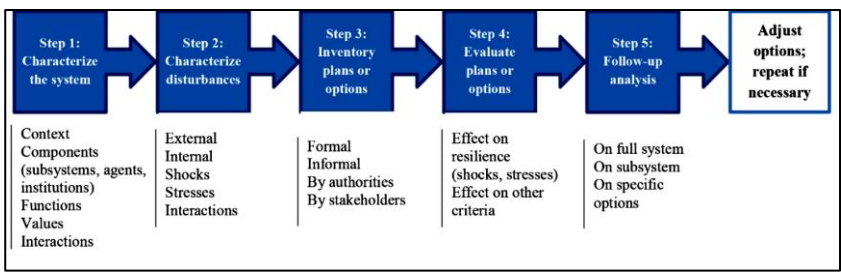 Step 1:
Characterize
the system
Step 2:
Characterize
disturbances
Step 3:
Inventory
plans or
options
Step 4:
Evaluate
plans or
options
Step 5:
Follow-up
analysis
Adjust
options;
repeat if
necessary
Context
Components
(subsystems, agents,
institutions)
Functions
Values
Interactions
External
Internal
Shocks
Stresses
Interactions
Formal
Informal
By authorities
By stakeholders
Effect on
resilience
(shocks, stresses)
Effect on other
criteria
On full system
On subsystem
On specific
options